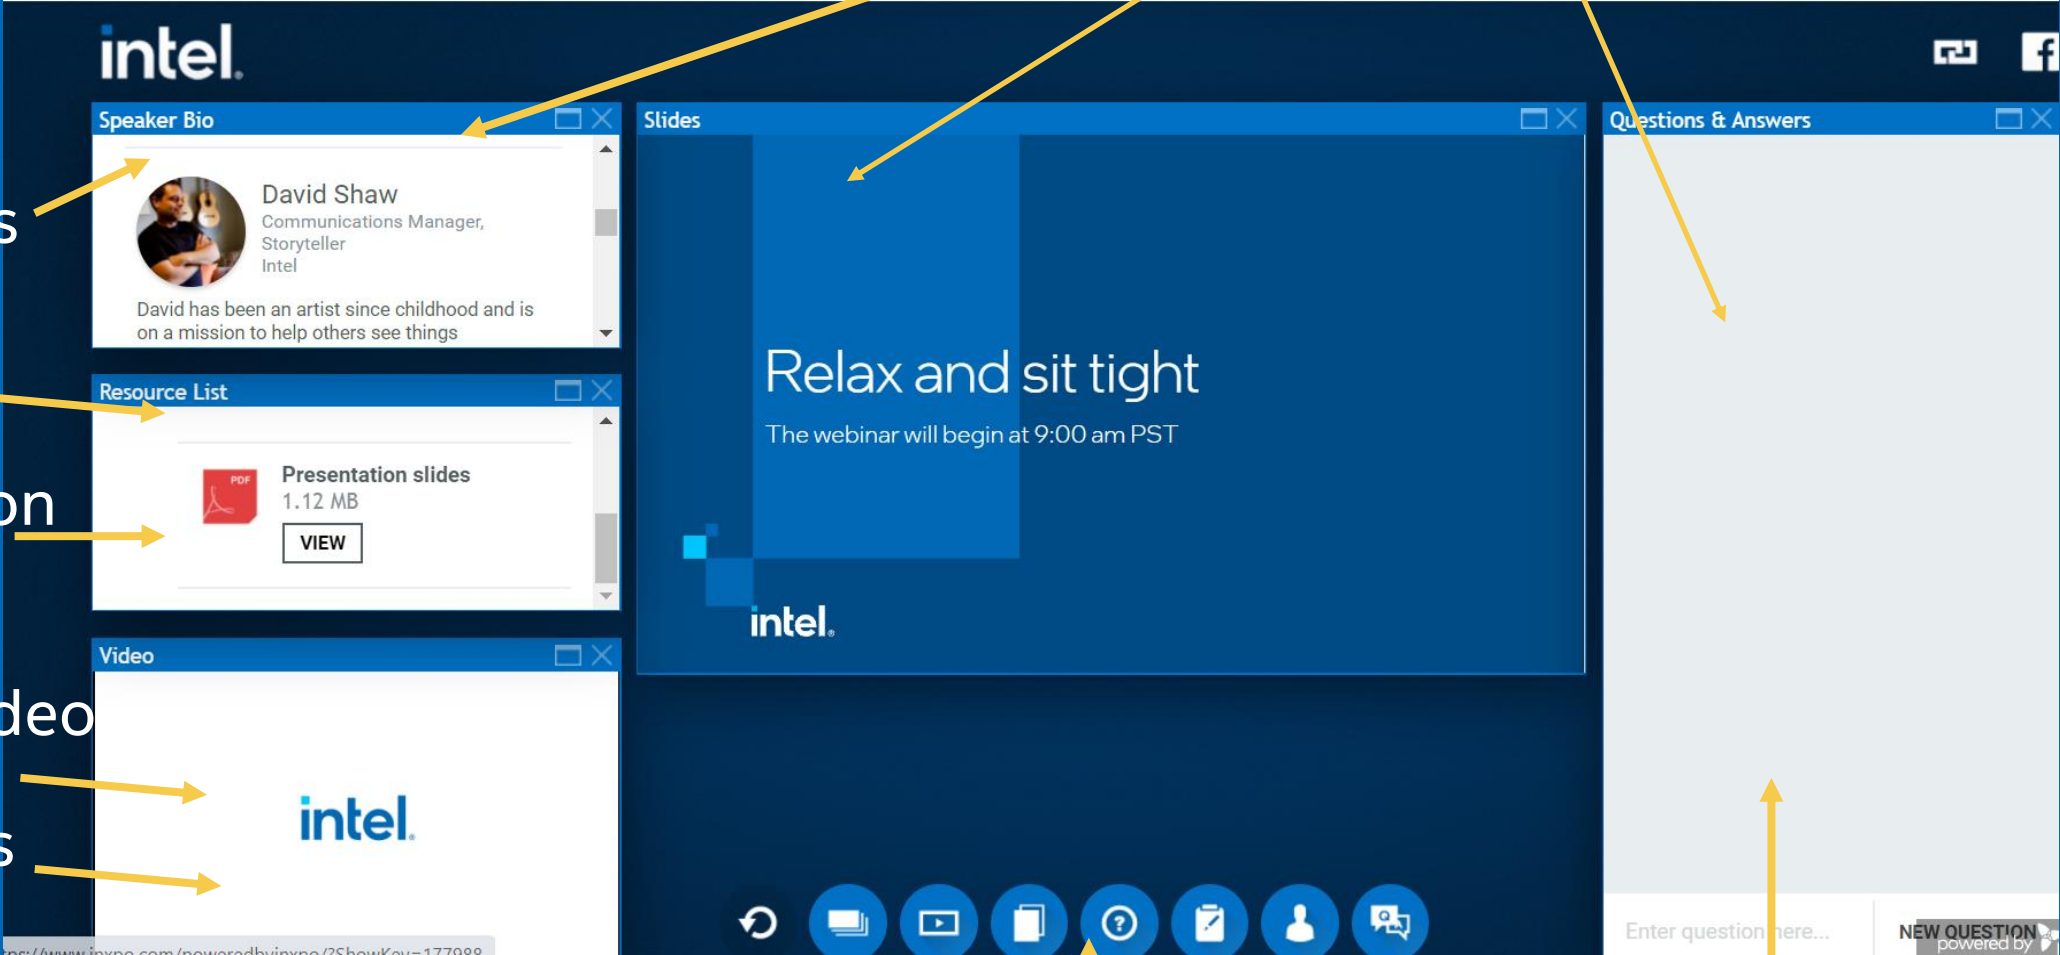 intel.
Speaker Bio
David Shaw
Communications Manager,
Storyteller
Intel
David has been an artist since childhood and is
on a mission to help others see things
Resource List
PDF
Presentation slides
1.12 MB
VIEW
Video
intel.
Slides
Relax and sit tight
The webinar will begin at 9:00 am PST
intel.
Questions & Answers
Enter question here...
NEW QUESTION
powered by
s
on
deo
s